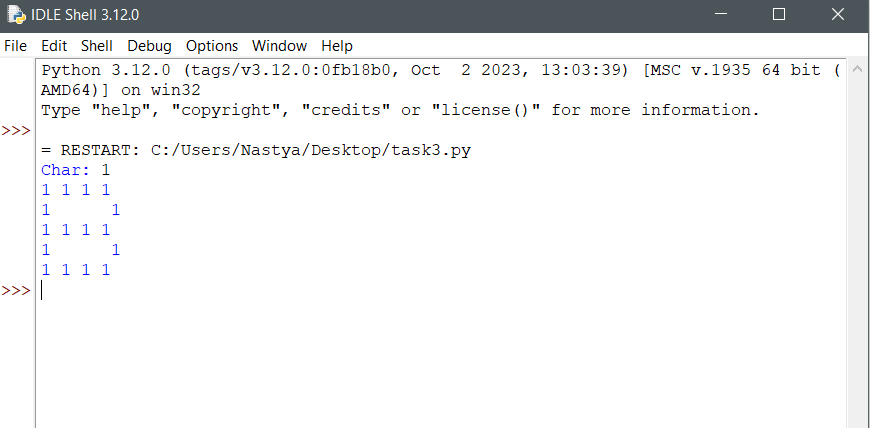 IDLE Shell 3.12.0
File Edit Shell Debug Options Window Help
Python 3.12.0 (tags/v3.12.0:0fb18b0, Oct  2 2023, 13:03:39) [MSC v.1935 64 bit (
AMD64)] on win32
Type "help", "copyright", "credits" or "license()" for more information.
>>>
= RESTART: C:/Users/Nastya/Desktop/task3.py
Char: 1
1 1 1 1
1      1
1 1 1 1
1      1
1 1 1 1
>>>